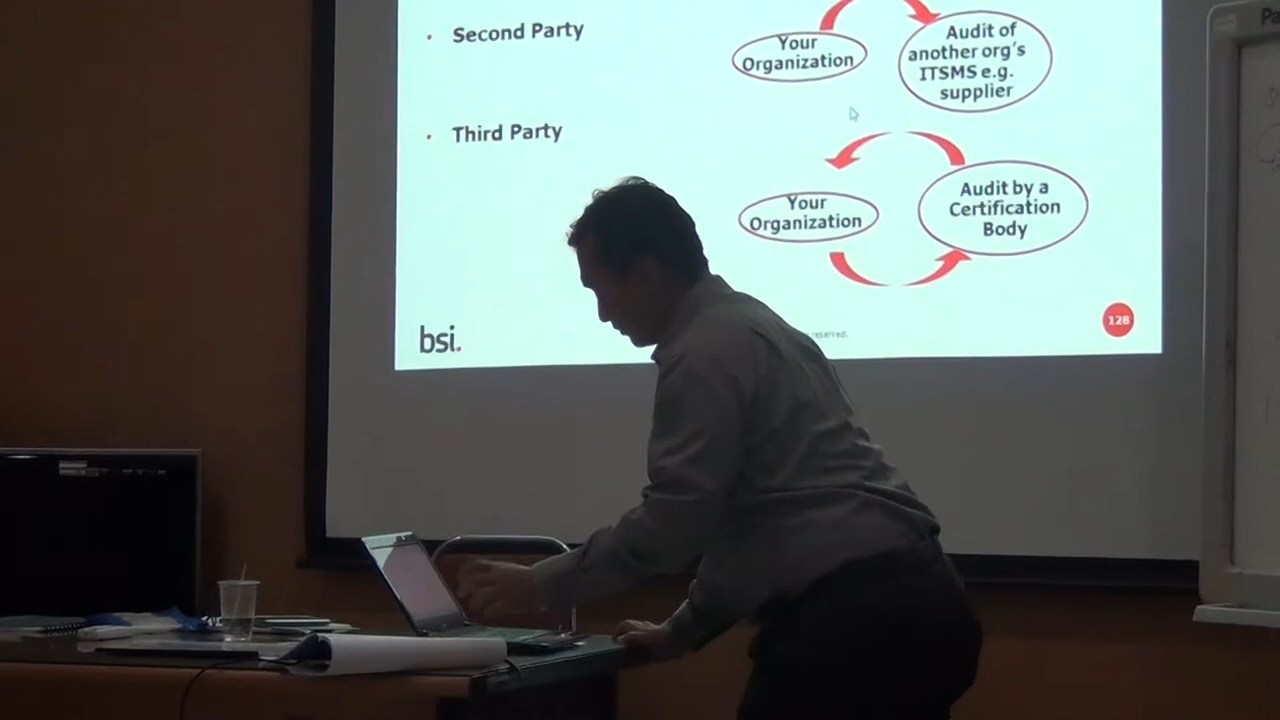 Second Party
Your
Organization
Audit of
another org's
ITSMS e.g.
supplier
Third Party
Your
Organization
Audit by a
Certification
Body
bsi.
reserved.
128